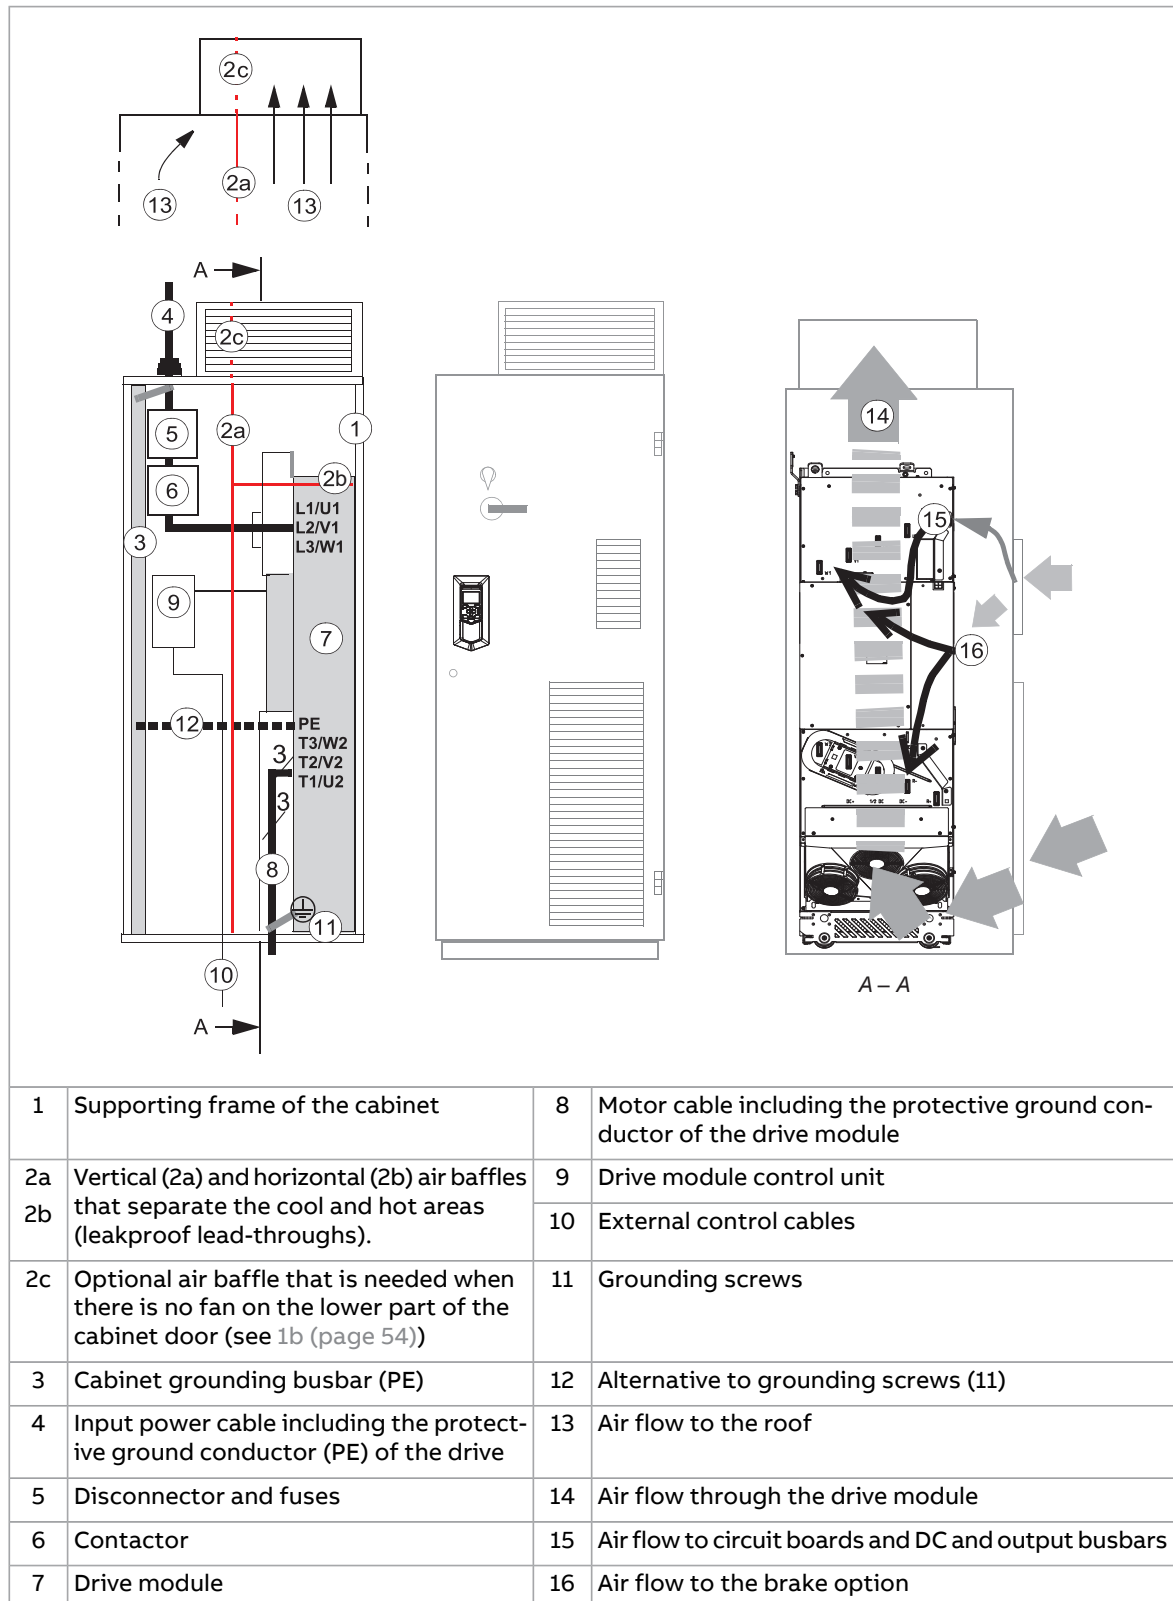 2c
2a
13
13
A
4
2c
5
2a
1
6
2b
L1/U1
L2/V1
L3/W1
3
9
7
12
PE
T3/W2
3
T2/V2
T1/U2
3
8
11
10
A
14
15
16
A – A
1 Supporting frame of the cabinet
8 Motor cable including the protective ground con-
ductor of the drive module
2a
2b
Vertical (2a) and horizontal (2b) air baffles
that separate the cool and hot areas
(leakproof lead-throughs).
9 Drive module control unit
10 External control cables
2c Optional air baffle that is needed when
there is no fan on the lower part of the
cabinet door (see 1b (page 54))
11 Grounding screws
3 Cabinet grounding busbar (PE)
12 Alternative to grounding screws (11)
4 Input power cable including the protect-
ive ground conductor (PE) of the drive
13 Air flow to the roof
5 Disconnector and fuses
14 Air flow through the drive module
6 Contactor
15 Air flow to circuit boards and DC and output busbars
7 Drive module
16 Air flow to the brake option